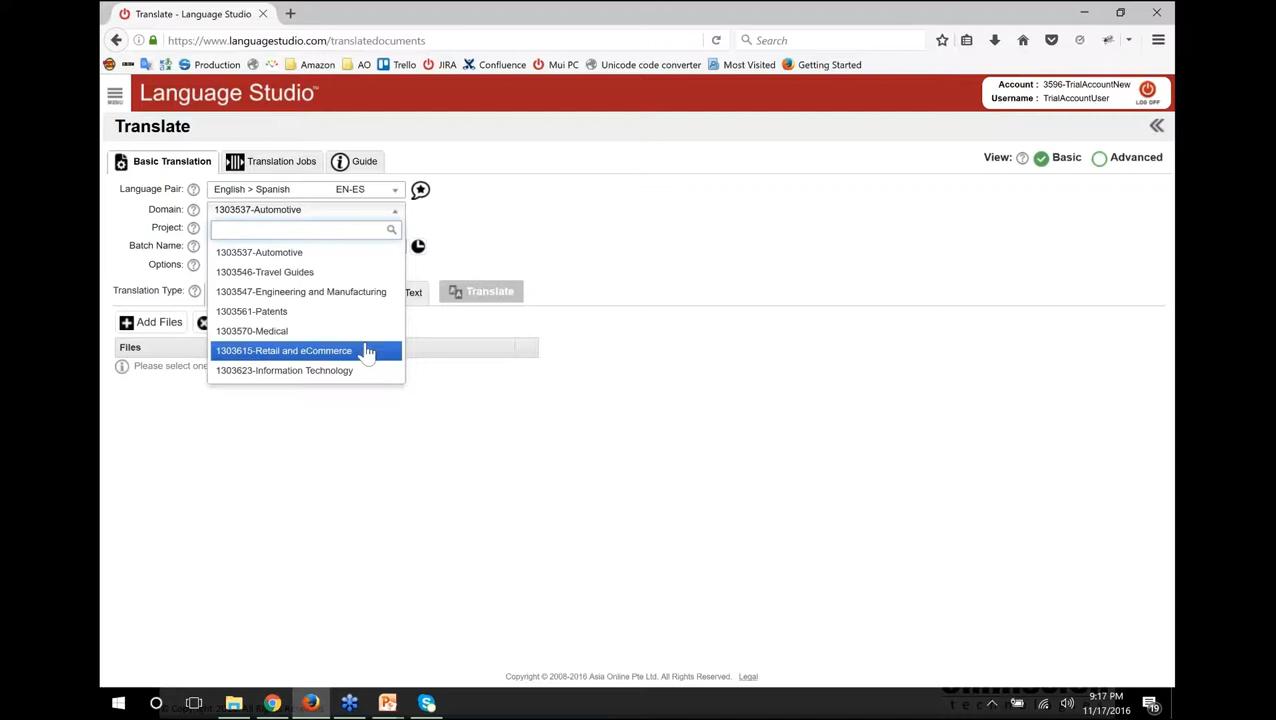 Translate - Language Studio
https://www.languagestudio.com/translatedocuments
Search
Production
Amazon
AO
Trello
JIRA
Confluence
Mui PC
Unicode code converter
Most Visited
Getting Started
MENU
Language Studio™
Account : 3596-TrialAccountNew
Username : TrialAccountUser
LOG OFF
Translate
Basic Translation
Translation Jobs
Guide
View:
Basic
Advanced
Language Pair:
English > Spanish EN-ES
Domain:
1303537-Automotive
Project:
Batch Name:
Options:
1303537-Automotive
1303546-Travel Guides
1303547-Engineering and Manufacturing
1303561-Patents
1303570-Medical
1303615-Retail and eCommerce
1303623-Information Technology
Translation Type:
Text
Translate
Add Files
Files
Please select one
Copyright © 2008-2016 Asia Online Pte Ltd. All Rights Reserved. Legal
9:17 PM
11/17/2016
19